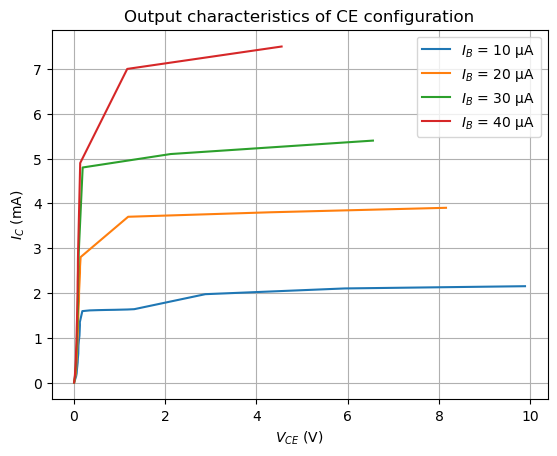 Output characteristics of CE configuration
I_B = 10 µA
I_B = 20 µA
I_B = 30 µA
I_B = 40 µA
7
6
5
4
3
2
1
0
I_C (mA)
0 2 4 6 8 10
V_CE (V)